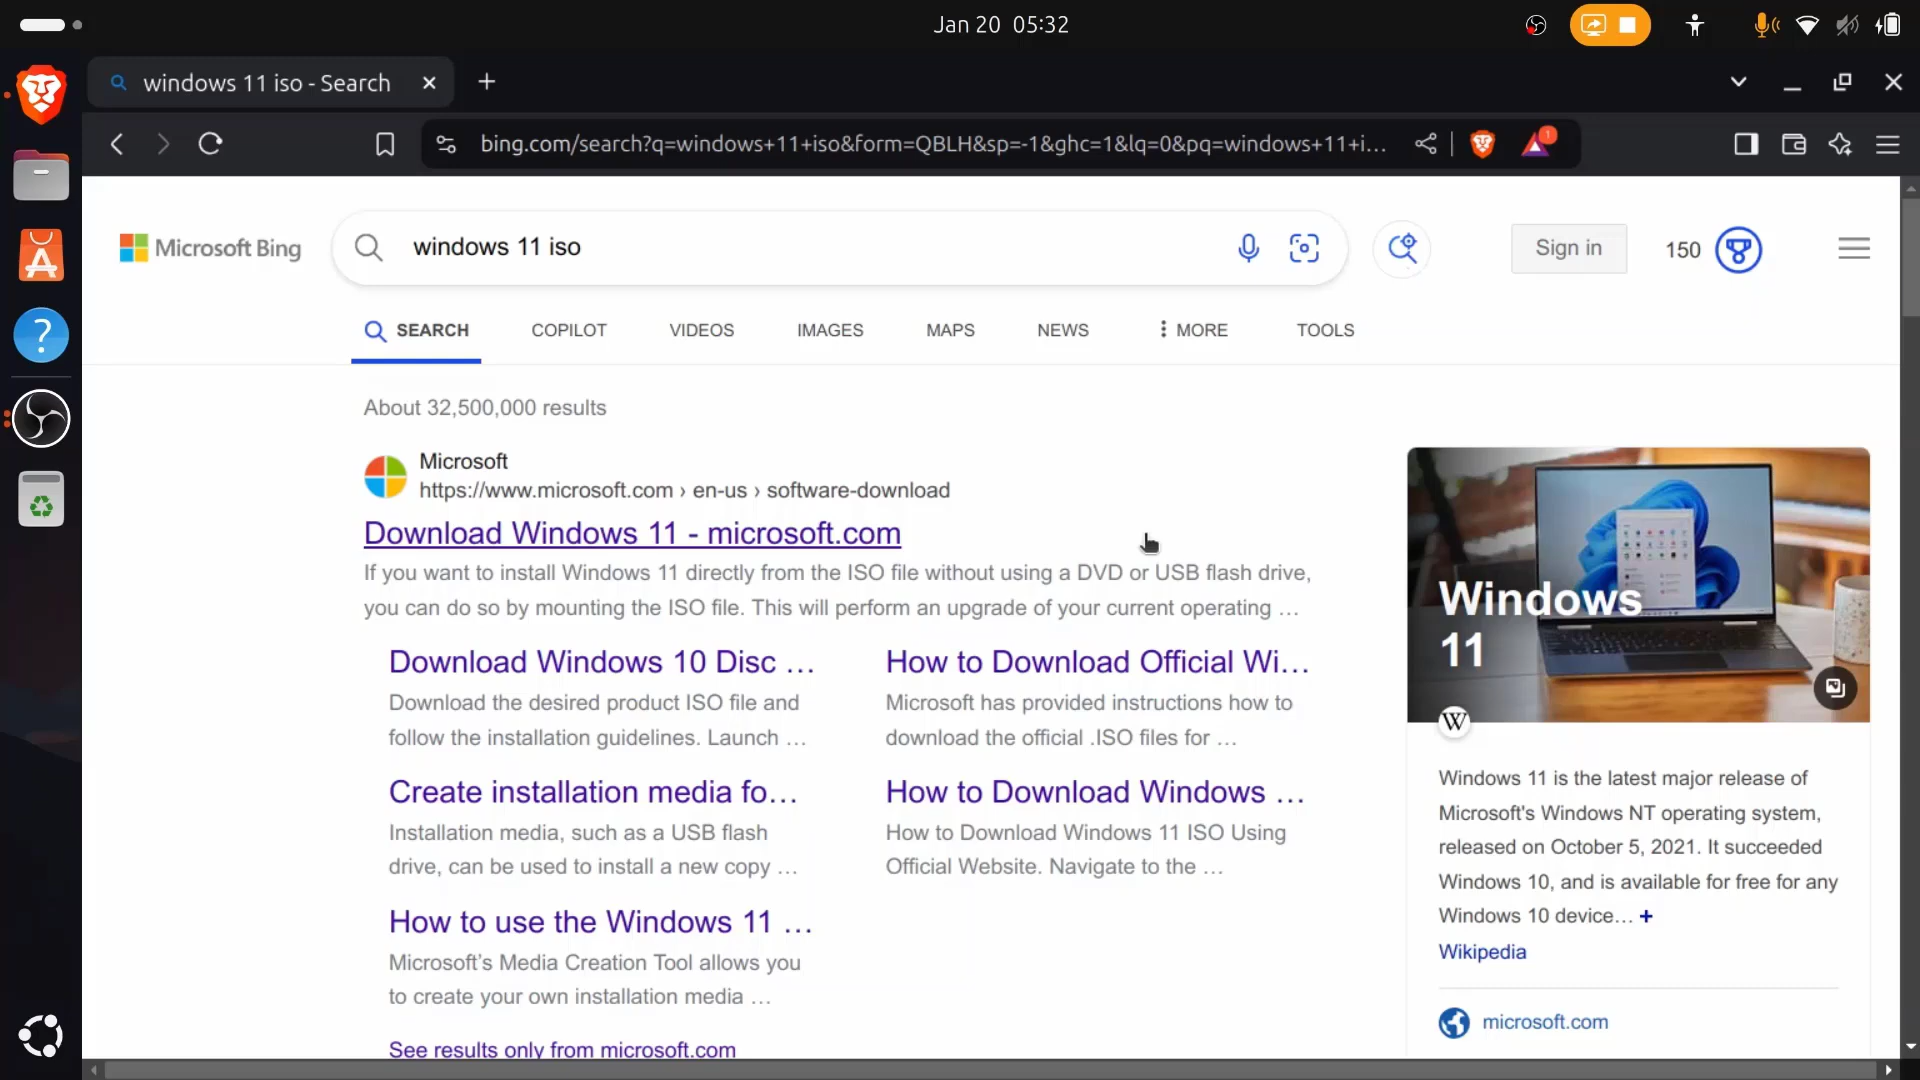 Jan 20 05:32
windows 11 iso - Search
bing.com/search?q=windows+11+iso&form=QBLH&sp=-1&ghc=1&lq=0&pq=windows+11+i...
1
Microsoft Bing
windows 11 iso
Sign in
150
SEARCH
COPILOT
VIDEOS
IMAGES
MAPS
NEWS
MORE
TOOLS
About 32,500,000 results
Microsoft
https://www.microsoft.com › en-us › software-download
Download Windows 11 - microsoft.com
If you want to install Windows 11 directly from the ISO file without using a DVD or USB flash drive,
you can do so by mounting the ISO file. This will perform an upgrade of your current operating …
Download Windows 10 Disc …
Download the desired product ISO file and
follow the installation guidelines. Launch …
How to Download Official Wi…
Microsoft has provided instructions how to
download the official .ISO files for …
Create installation media fo…
Installation media, such as a USB flash
drive, can be used to install a new copy …
How to Download Windows …
How to Download Windows 11 ISO Using
Official Website. Navigate to the …
How to use the Windows 11 …
Microsoft’s Media Creation Tool allows you
to create your own installation media …
See results only from microsoft.com
Windows
11
W
Windows 11 is the latest major release of
Microsoft's Windows NT operating system,
released on October 5, 2021. It succeeded
Windows 10, and is available for free for any
Windows 10 device… +
Wikipedia
microsoft.com